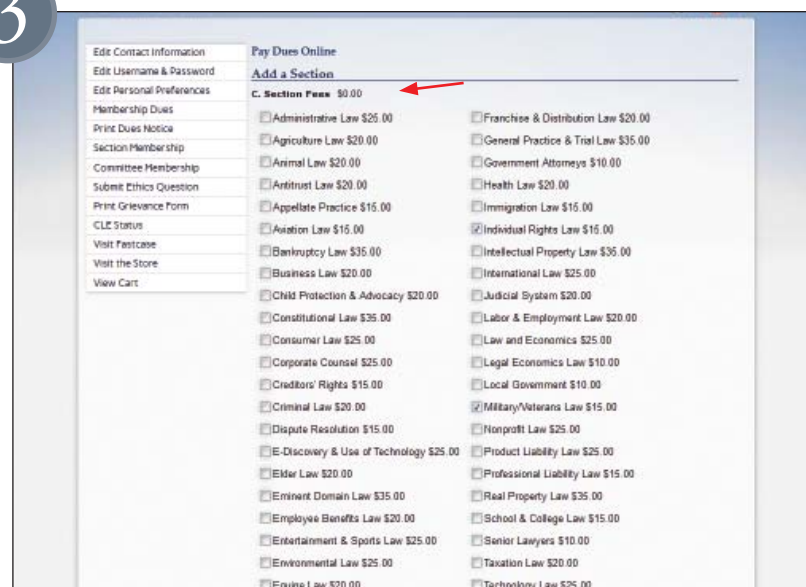 3
Edit Contact Information
Edit Username & Password
Edit Personal Preferences
Membership Dues
Print Dues Notice
Section Membership
Committee Membership
Submit Ethics Question
Print Grievance Form
CLE Status
Visit Fastcase
Visit the Store
View Cart
Pay Dues Online
Add a Section
C. Section Fees $0.00
Administrative Law $25.00
Agriculture Law $20.00
Animal Law $20.00
Antitrust Law $20.00
Appellate Practice $15.00
Aviation Law $15.00
Bankruptcy Law $35.00
Business Law $20.00
Child Protection & Advocacy $20.00
Constitutional Law $35.00
Consumer Law $25.00
Corporate Counsel $25.00
Creditors' Rights $15.00
Criminal Law $20.00
Dispute Resolution $15.00
E-Discovery & Use of Technology $25.00
Elder Law $20.00
Eminent Domain Law $35.00
Employee Benefits Law $20.00
Entertainment & Sports Law $25.00
Environmental Law $25.00
Equine Law $20.00
Franchise & Distribution Law $20.00
General Practice & Trial Law $35.00
Government Attorneys $10.00
Health Law $20.00
Immigration Law $15.00
Individual Rights Law $15.00
Intellectual Property Law $35.00
International Law $25.00
Judicial System $20.00
Labor & Employment Law $20.00
Law and Economics $25.00
Legal Economics Law $10.00
Local Government $10.00
Military/Veterans Law $15.00
Nonprofit Law $25.00
Product Liability Law $25.00
Professional Liability Law $15.00
Real Property Law $35.00
School & College Law $15.00
Senior Lawyers $10.00
Taxation Law $20.00
Technology Law $25.00